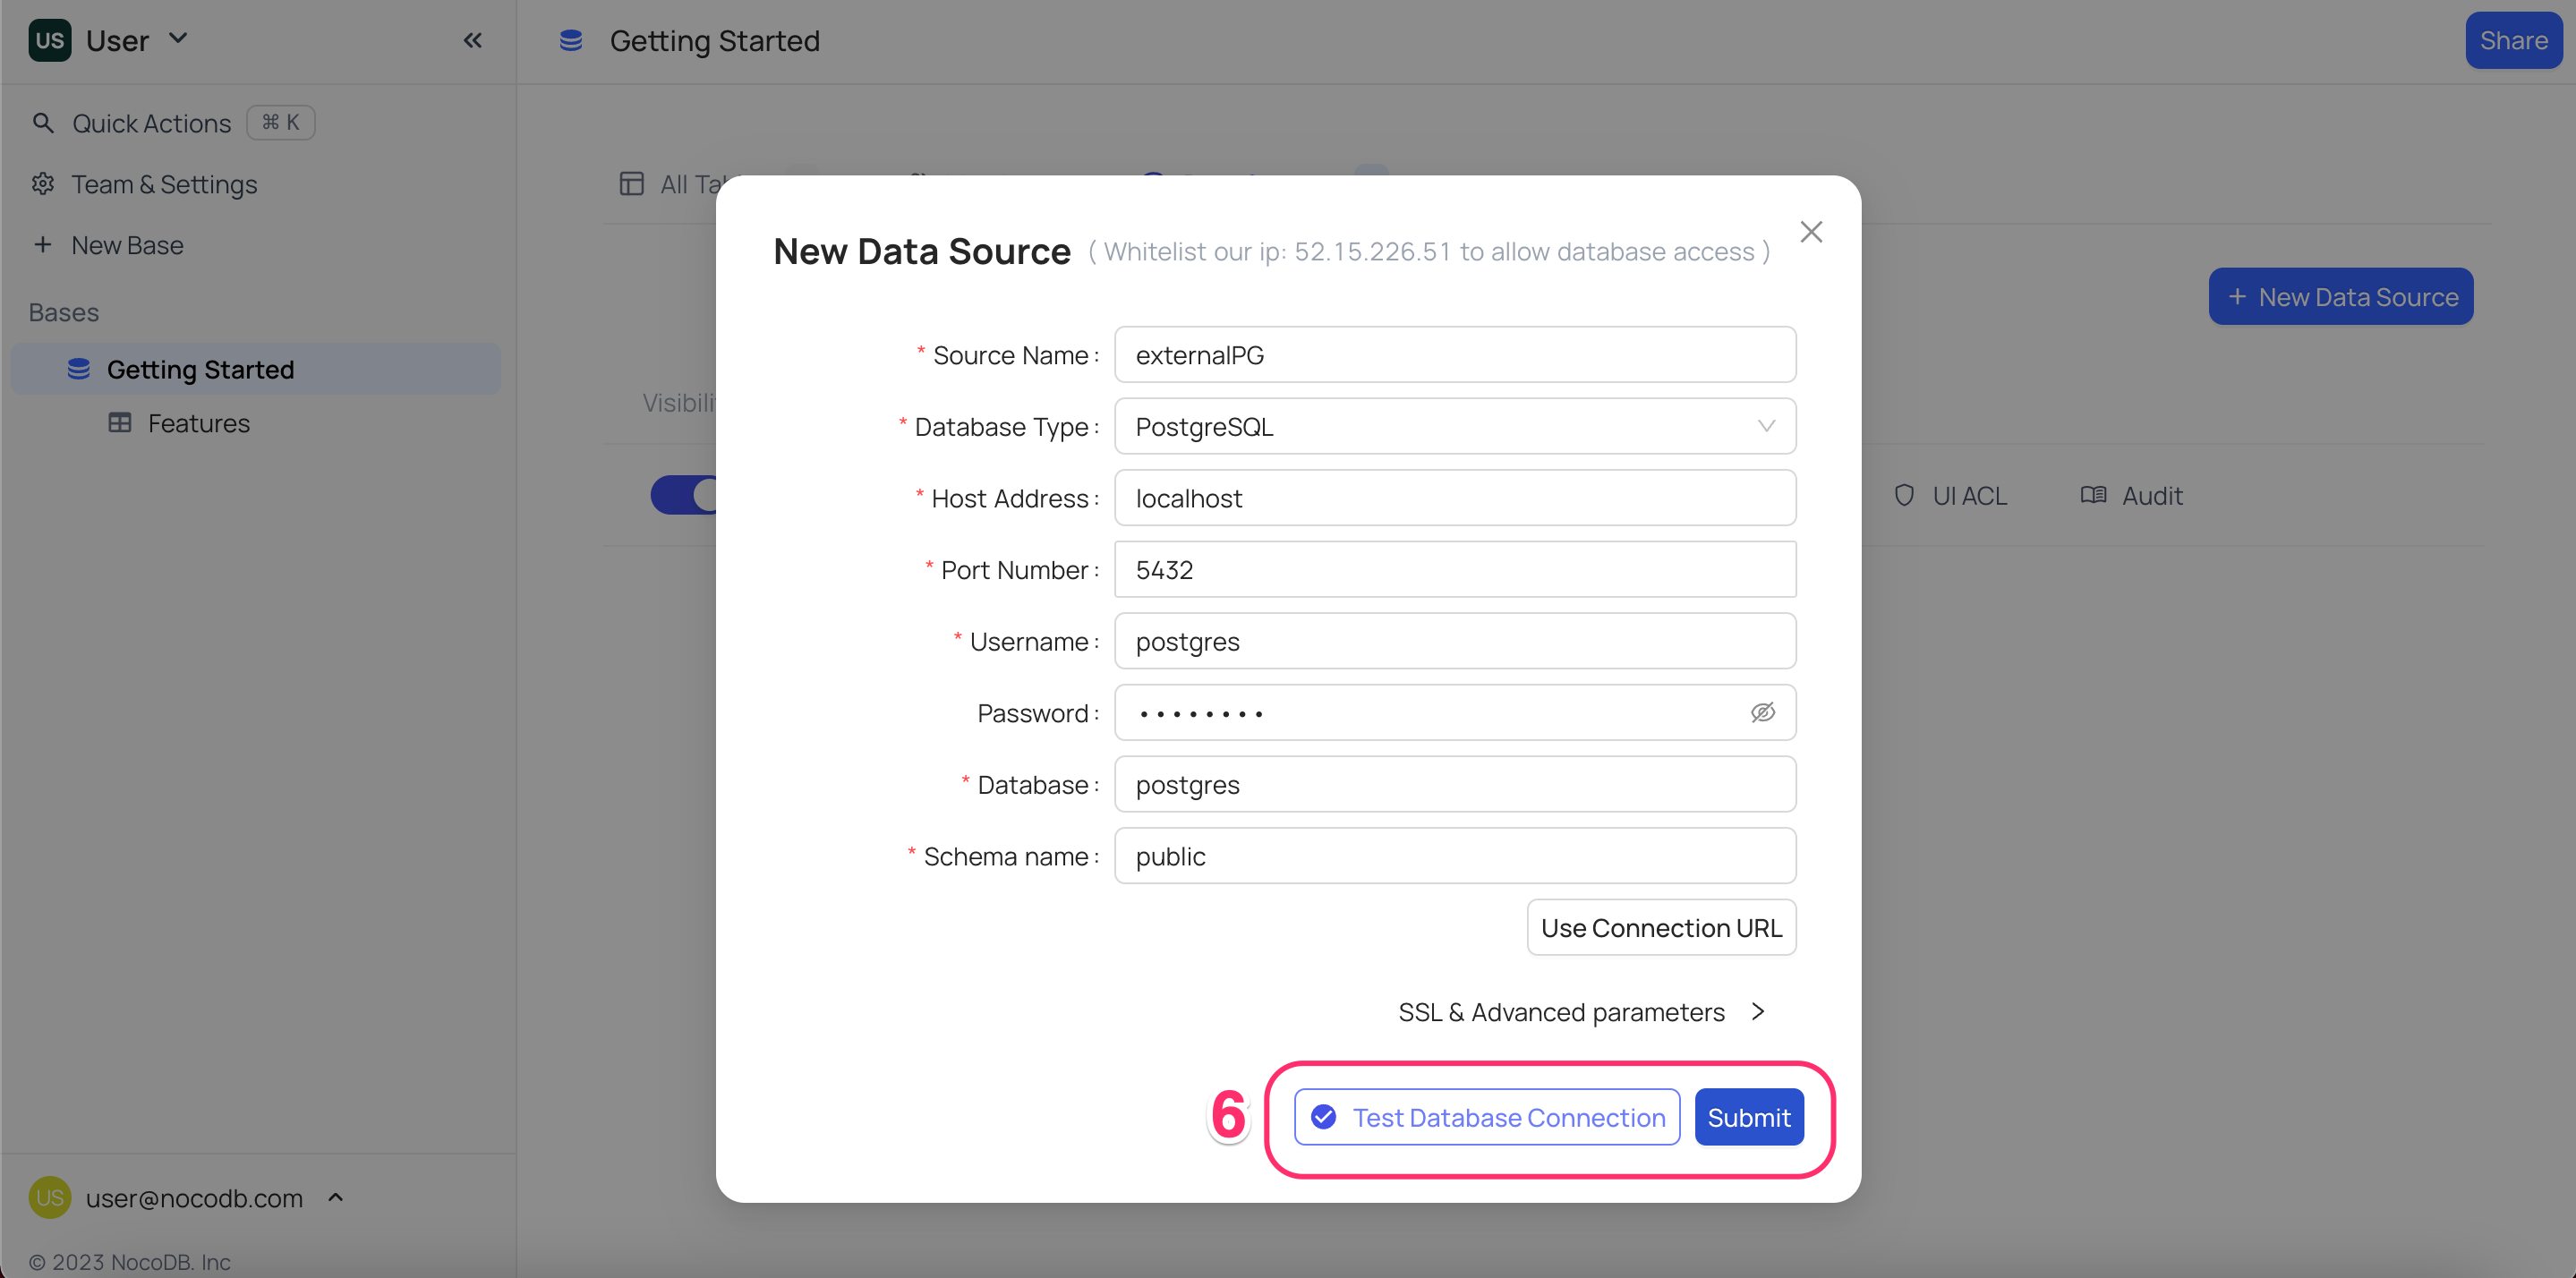 US User
Getting Started
Share
Quick Actions ⌘ K
Team & Settings
New Base
Bases
Getting Started
Features
All
New Data Source ( Whitelist our ip: 52.15.226.51 to allow database access )
+ New Data Source
* Source Name : externalPG
* Database Type : PostgreSQL
* Host Address : localhost
UI ACL
Audit
* Port Number : 5432
* Username : postgres
Password : ••••••••
* Database : postgres
* Schema name : public
Use Connection URL
SSL & Advanced parameters >
6
Test Database Connection
Submit
US user@nocodb.com
© 2023 NocoDB. Inc